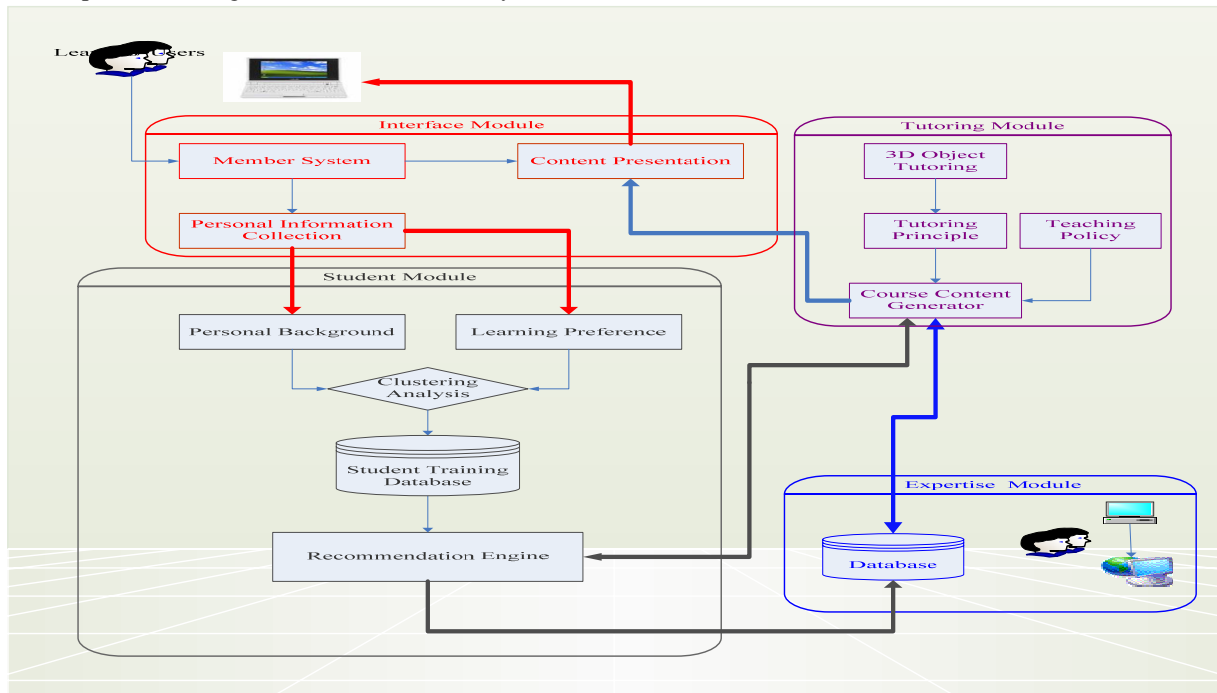 Users
Interface Module
Member System
Content Presentation
Personal Information
Collection
Tutoring Module
3D Object
Tutoring
Tutoring
Principle
Teaching
Policy
Course Content
Generator
Student Module
Personal Background
Learning Preference
Clustering
Analysis
Student Training
Database
Recommendation Engine
Expertise Module
Database